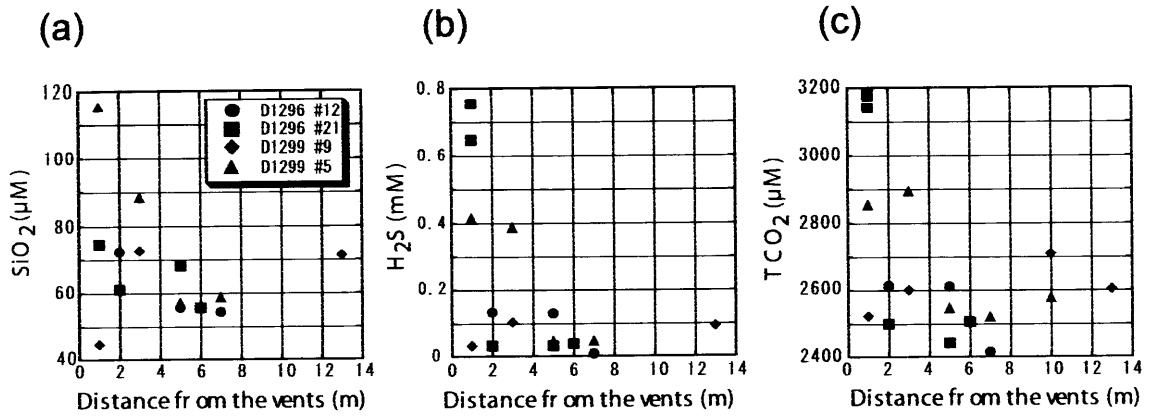 (a)
(b)
(c)
SiO2 (μM)
120
100
80
60
40
0 2 4 6 8 10 12 14
Distance fr om the vents (m)
D1296 #12
D1296 #21
D1299 #9
D1299 #5
H2S (mM)
0.8
0.6
0.4
0.2
0
0 2 4 6 8 10 12 14
Distance fr om the vents (m)
TCO2 (μM)
3200
3000
2800
2600
2400
0 2 4 6 8 10 12 14
Distance fr om the vents (m)